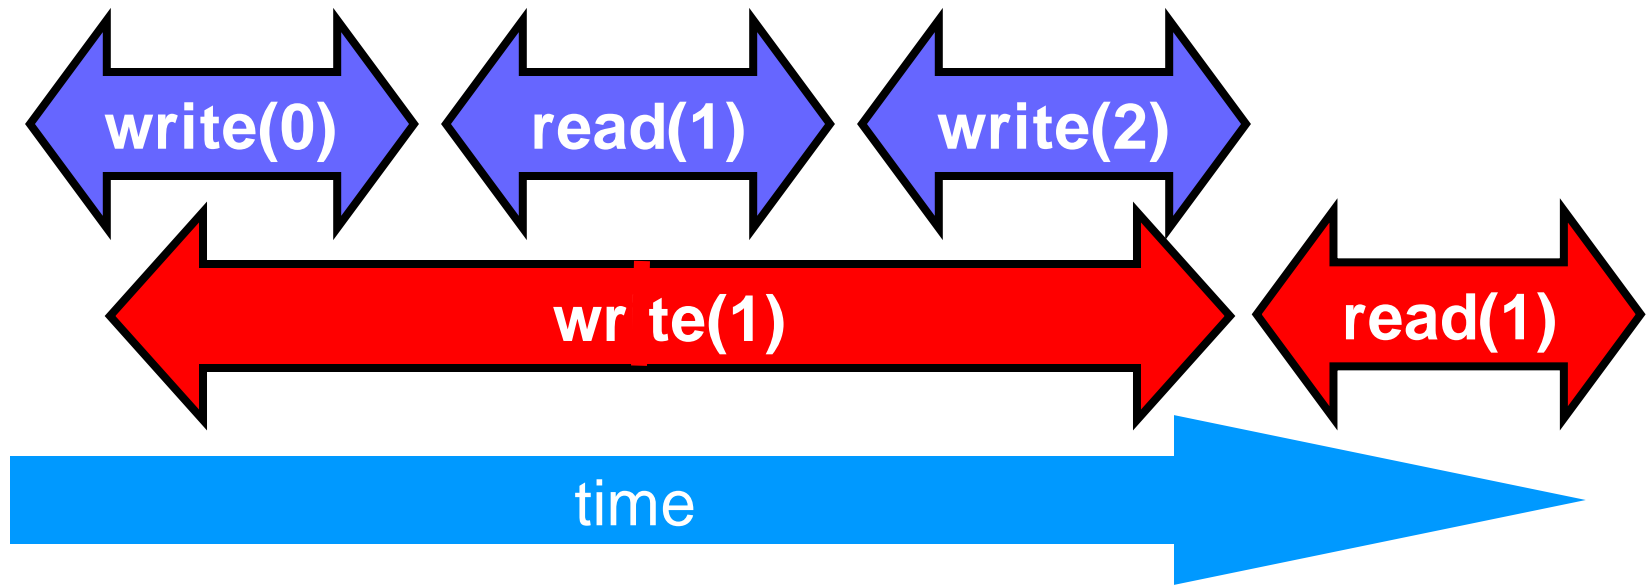 write(0) read(1) write(2)
wr te(1) read(1)
time